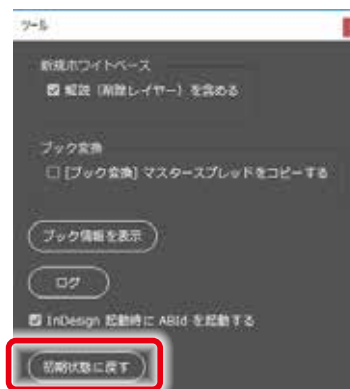 ツール
新規ホワイトベース
解説（削除レイヤー）を含める
ブック変換
[ブック変換] マスタースプレッドをコピーする
ブック情報を表示
ログ
InDesign 起動時に ABId を起動する
初期状態に戻す